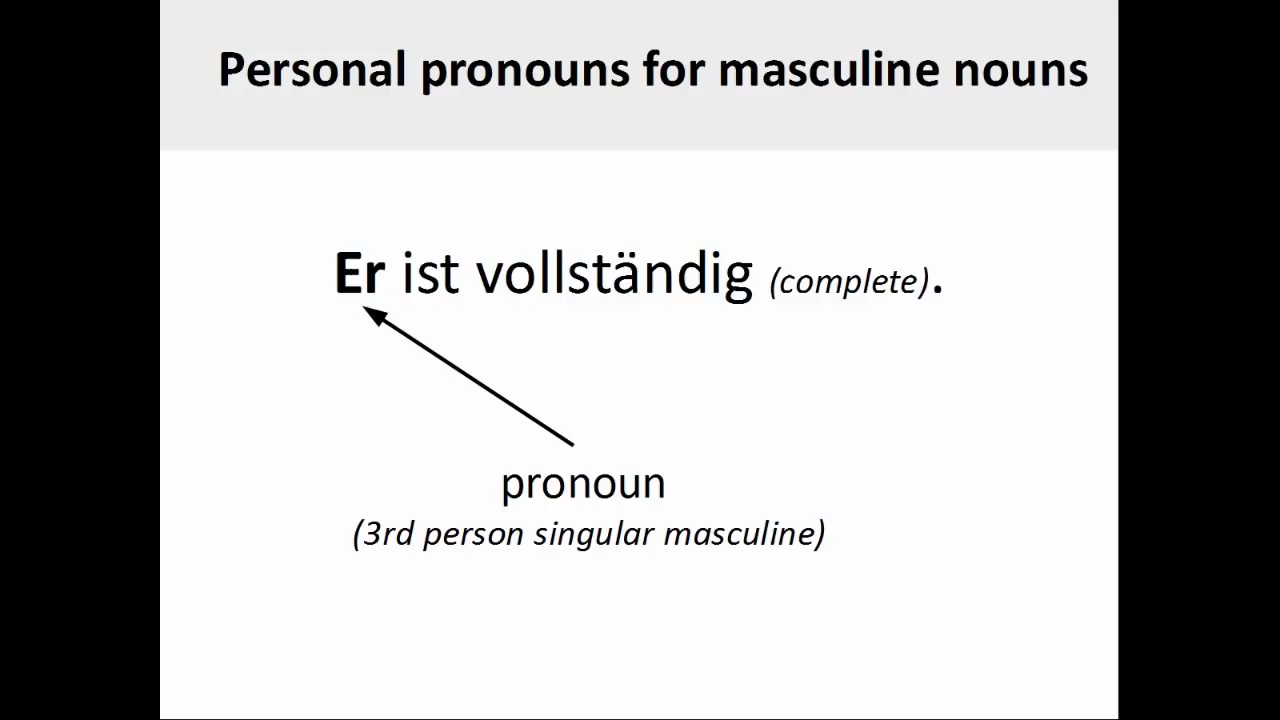 Personal pronouns for masculine nouns
Er ist vollständig (complete).
pronoun
(3rd person singular masculine)